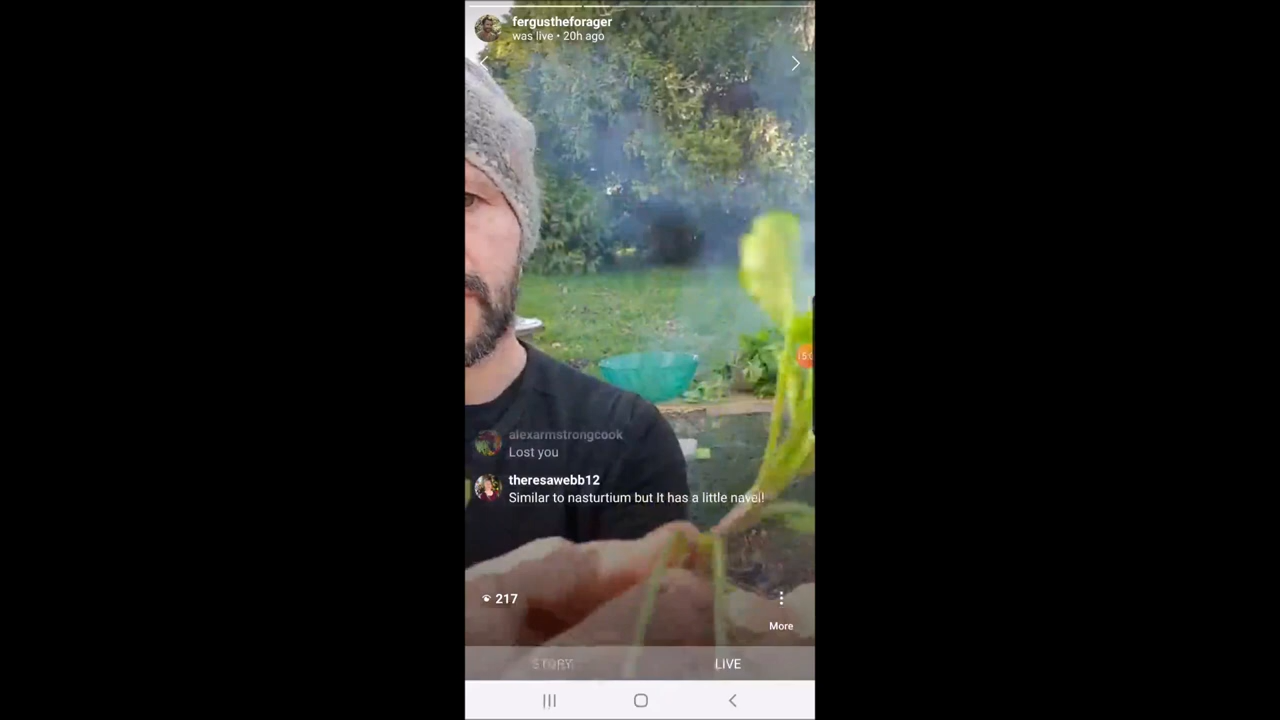 fergustheforager
was live • 20h ago
alexarmstrongcook
Lost you
theresawebb12
Similar to nasturtium but It has a little navel!
217
More
STORY
LIVE